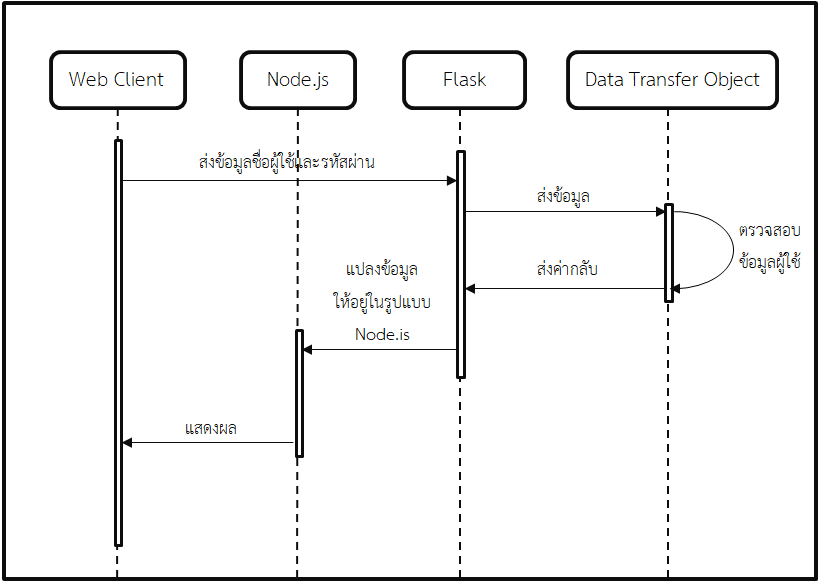 Web Client
Node.js
Flask
Data Transfer Object
ส่งข้อมูลชื่อผู้ใช้และรหัสผ่าน
ส่งข้อมูล
ตรวจสอบ
ข้อมูลผู้ใช้
ส่งค่ากลับ
แปลงข้อมูล
ให้อยู่ในรูปแบบ
Node.is
แสดงผล